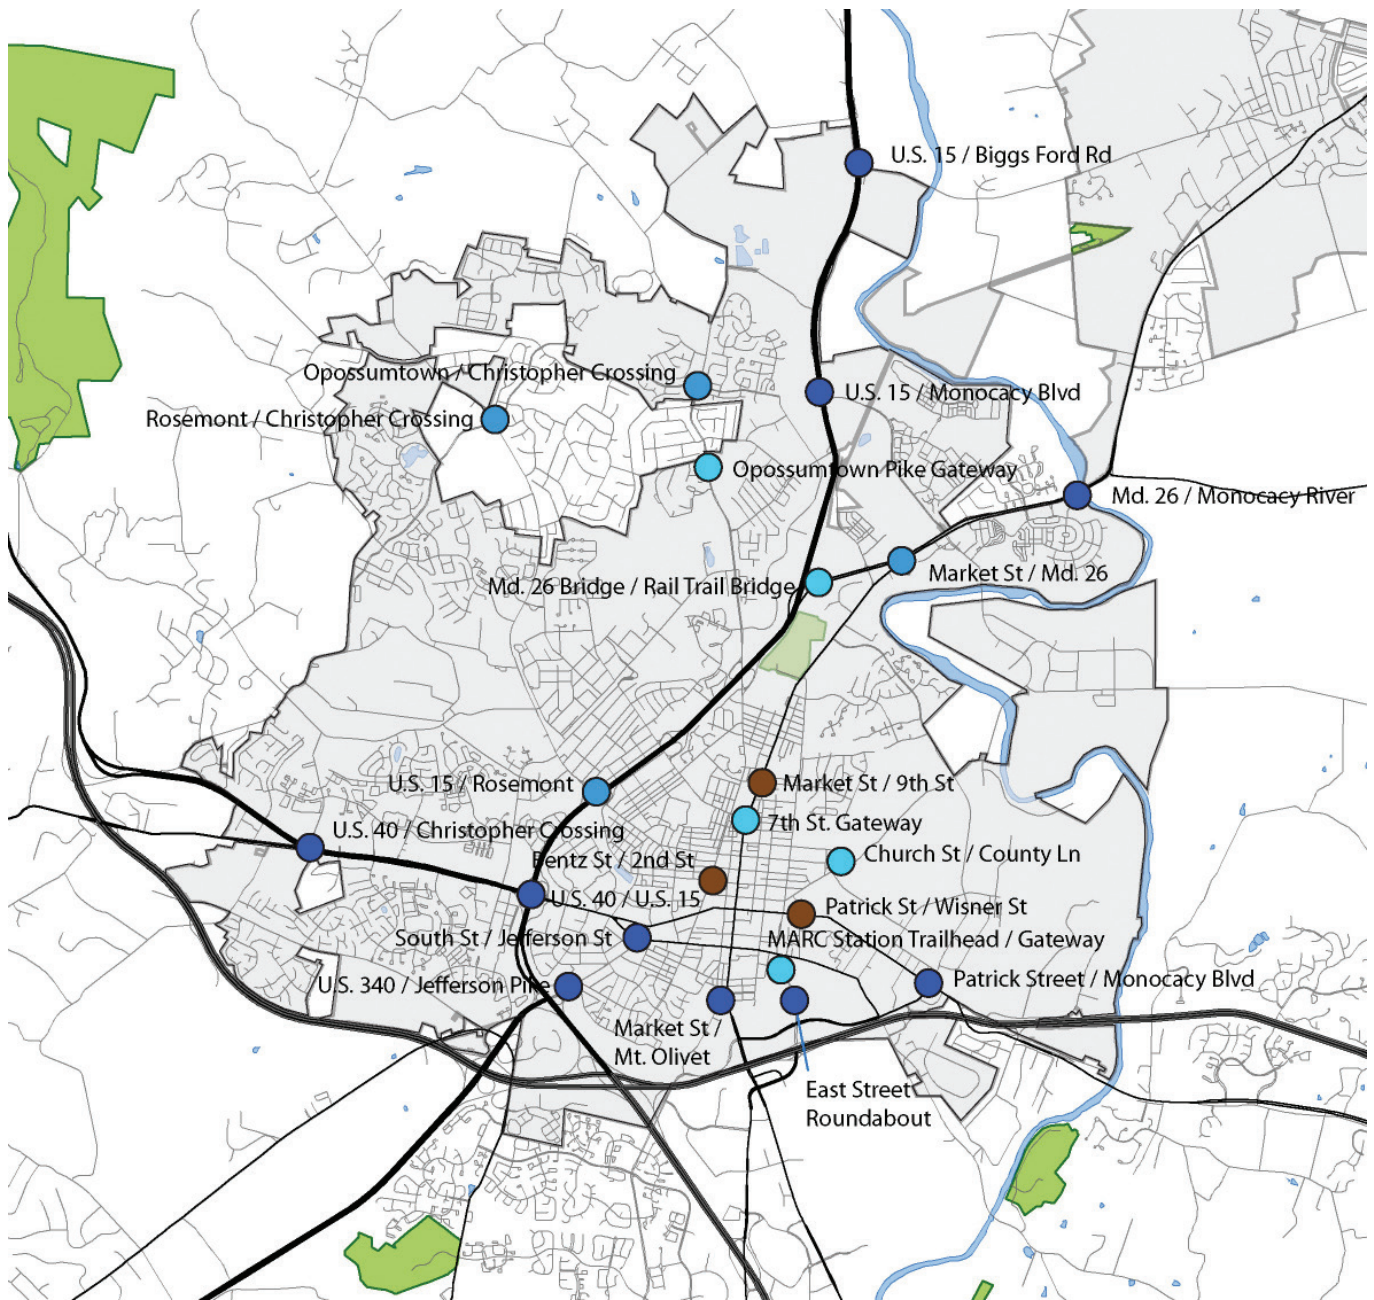 U.S. 15 / Biggs Ford Rd
Opossumtown / Christopher Crossing
U.S. 15 / Monocacy Blvd
Rosemont / Christopher Crossing
Opossumtown Pike Gateway
Md. 26 / Monocacy River
Market St / Md. 26
Md. 26 Bridge / Rail Trail Bridge
U.S. 15 / Rosemont
Market St / 9th St
7th St. Gateway
U.S. 40 / Christopher Crossing
Church St / County Ln
Bentz St / 2nd St
U.S. 40 / U.S. 15
Patrick St / Wisner St
South St / Jefferson St
MARC Station Trailhead / Gateway
U.S. 340 / Jefferson Pike
Patrick Street / Monocacy Blvd
Market St /
Mt. Olivet
East Street
Roundabout